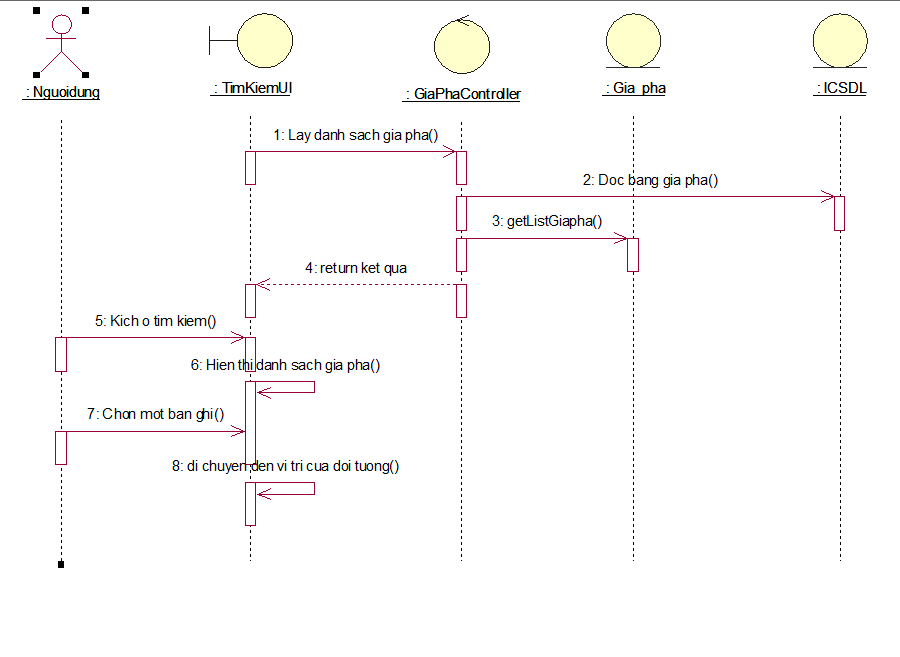 : Nguoidung
: TimKiemUI
: GiaPhaController
: Gia pha
: ICSDL
1: Lay danh sach gia pha()
2: Doc bang gia pha()
3: getListGiapha()
4: return ket qua
5: Kich o tim kiem()
6: Hien thi danh sach gia pha()
7: Chon mot ban ghi()
8: di chuyen den vi tri cua doi tuong()